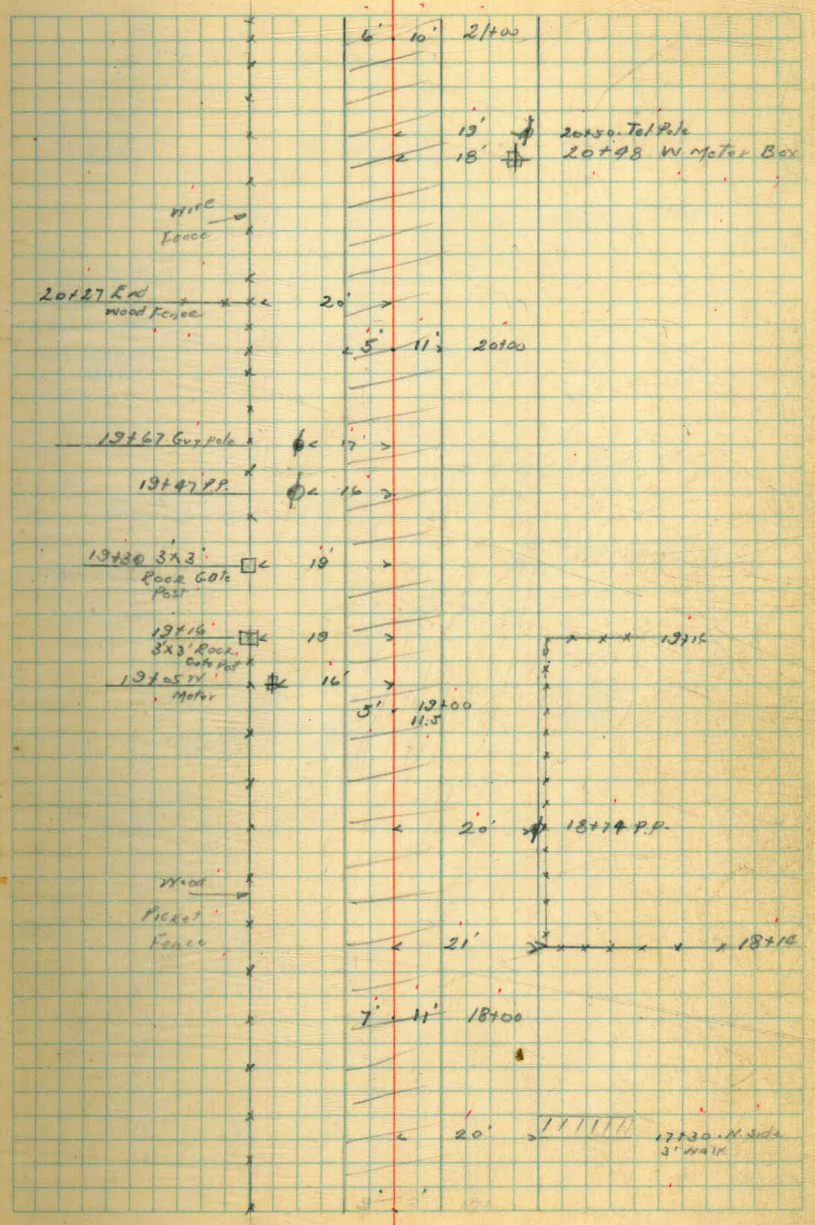 6' 10' 21+00
19' 20+50. Tel Pole
18' 20+48 W Meter Box
Wire
Fence
20+27 End
Wood Fence
20'
5' 11' 20+00
19+67 Guy pole 17'
19+47 P.P. 16'
19+30 3'x3' 19'
Rock Gate
Post
19+16 19
3'x3' Rock
Gate Post
19+16
19+05 W 16'
Meter
5' 19+00
11.5
20' 18+74 P.P.
Wood
Picket
Fence
21'
7' 11' 18+00
20' 17+30. N. side
3' Walk